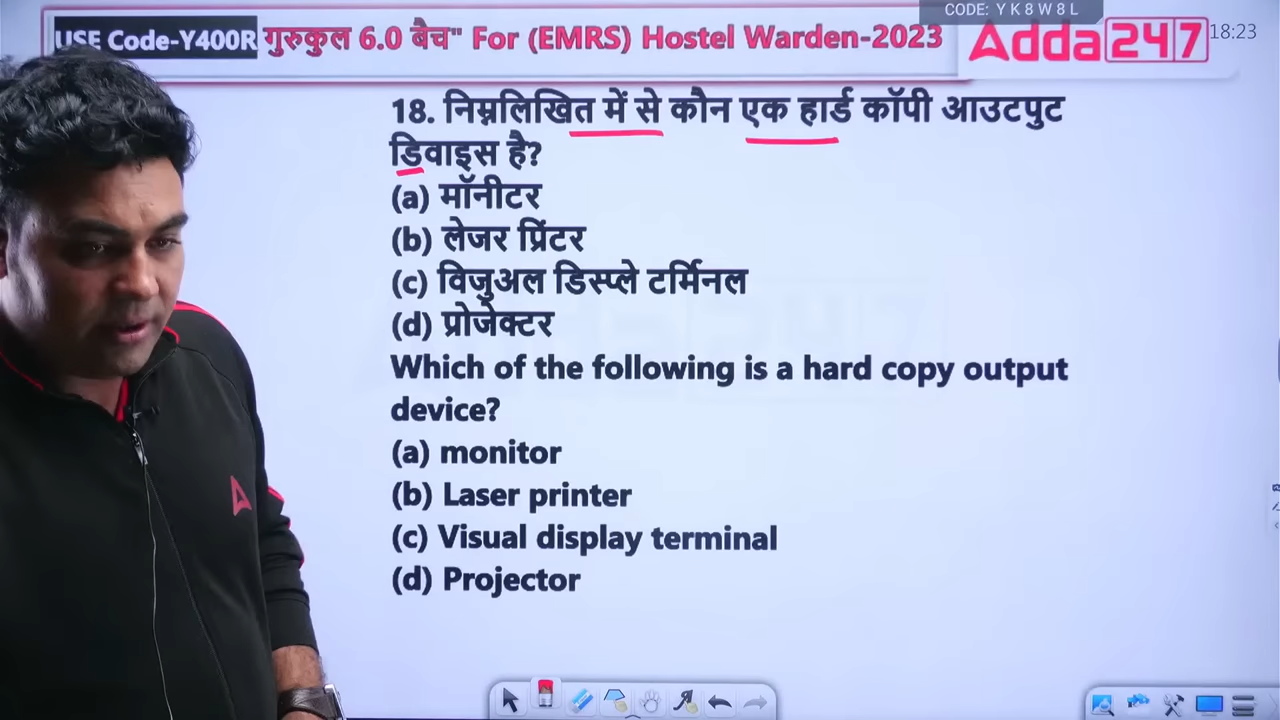 CODE: Y K 8 W 8 L
USE Code-Y400R गुरुकुल 6.0 बैच" For (EMRS) Hostel Warden-2023
Adda247
18:23
18. निम्नलिखित में से कौन एक हार्ड कॉपी आउटपुट
डिवाइस है?
(a) मॉनीटर
(b) लेजर प्रिंटर
(c) विजुअल डिस्प्ले टर्मिनल
(d) प्रोजेक्टर
Which of the following is a hard copy output
device?
(a) monitor
(b) Laser printer
(c) Visual display terminal
(d) Projector